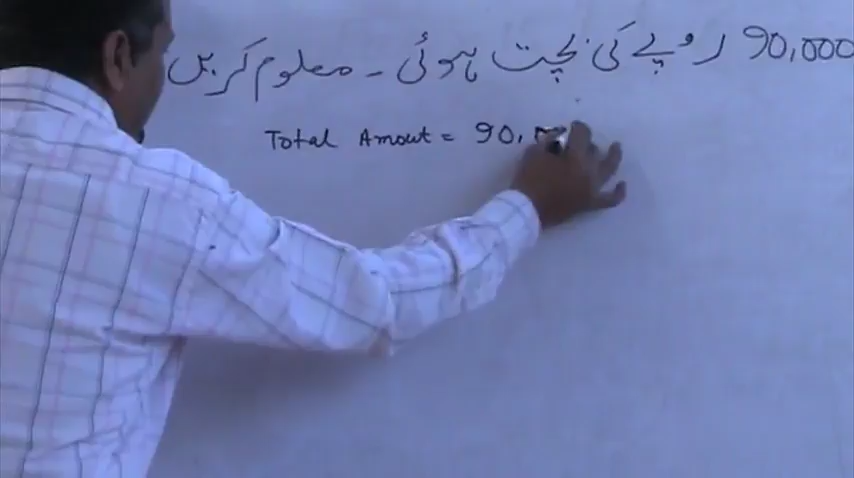 90,000 روپے کی بچت ہوئی ۔ معلوم کریں
Total Amout = 90,